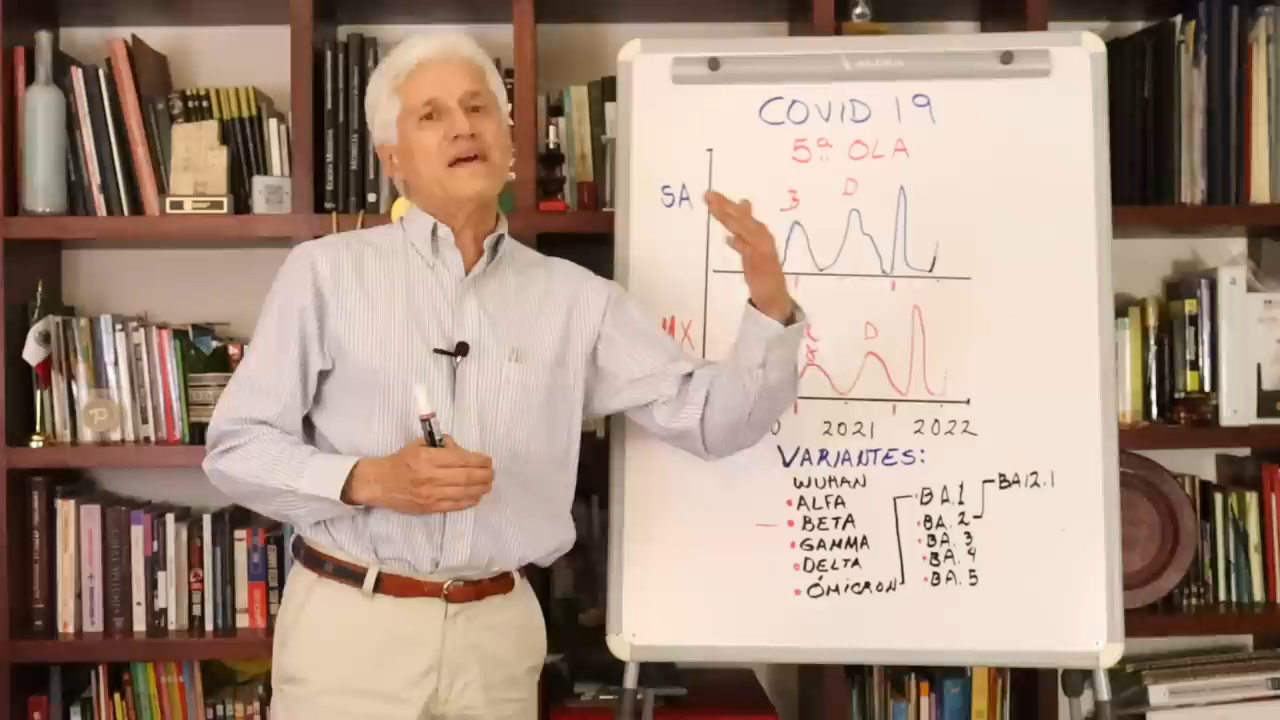 COVID 19
5ª OLA
SA
B
D
MX
D
2021
2022
VARIANTES:
WUHAN
• ALFA
• BETA
• GAMMA
• DELTA
• ÓMICRON
BA.1
BA.2
BA.3
BA.4
BA.5
BA12.1